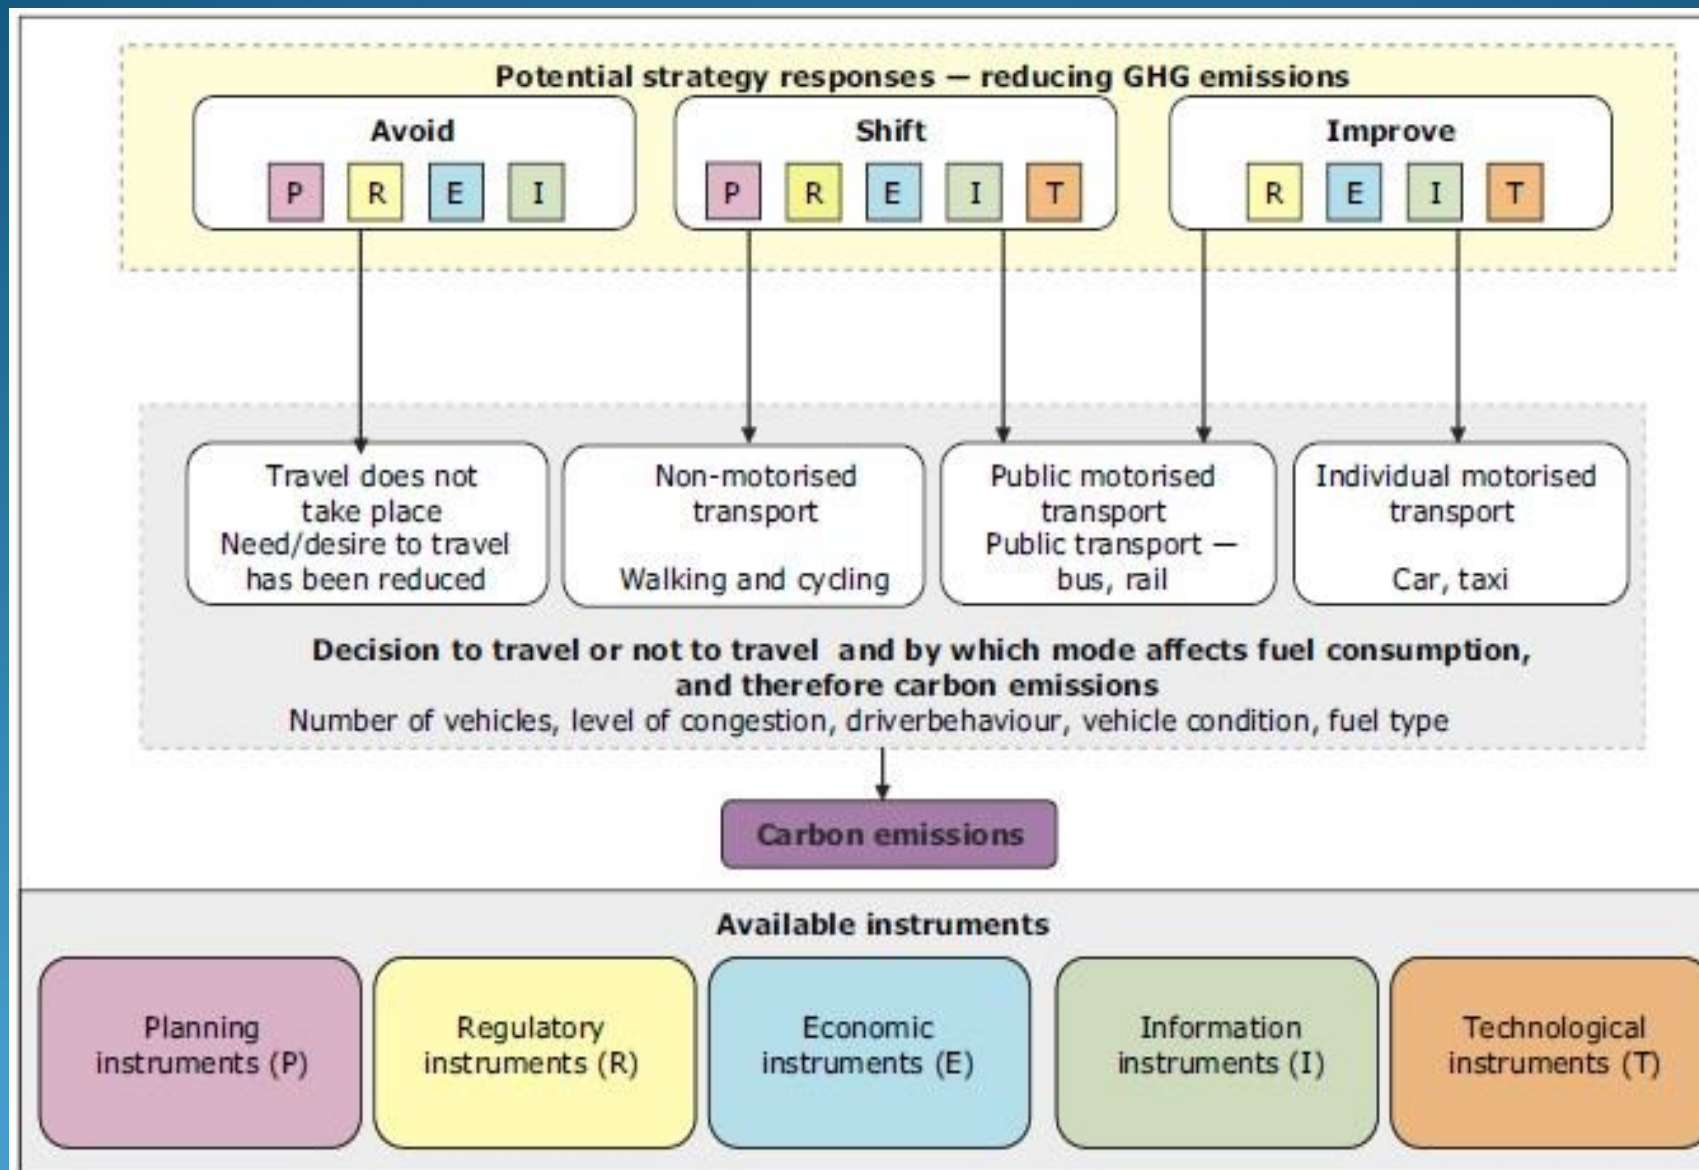 Potential strategy responses — reducing GHG emissions
Avoid
P R E I
Shift
P R E I T
Improve
R E I T
Travel does not
take place
Need/desire to travel
has been reduced
Non-motorised
transport
Walking and cycling
Public motorised
transport
Public transport —
bus, rail
Individual motorised
transport
Car, taxi
Decision to travel or not to travel and by which mode affects fuel consumption,
and therefore carbon emissions
Number of vehicles, level of congestion, driverbehaviour, vehicle condition, fuel type
Carbon emissions
Available instruments
Planning
instruments (P)
Regulatory
instruments (R)
Economic
instruments (E)
Information
instruments (I)
Technological
instruments (T)